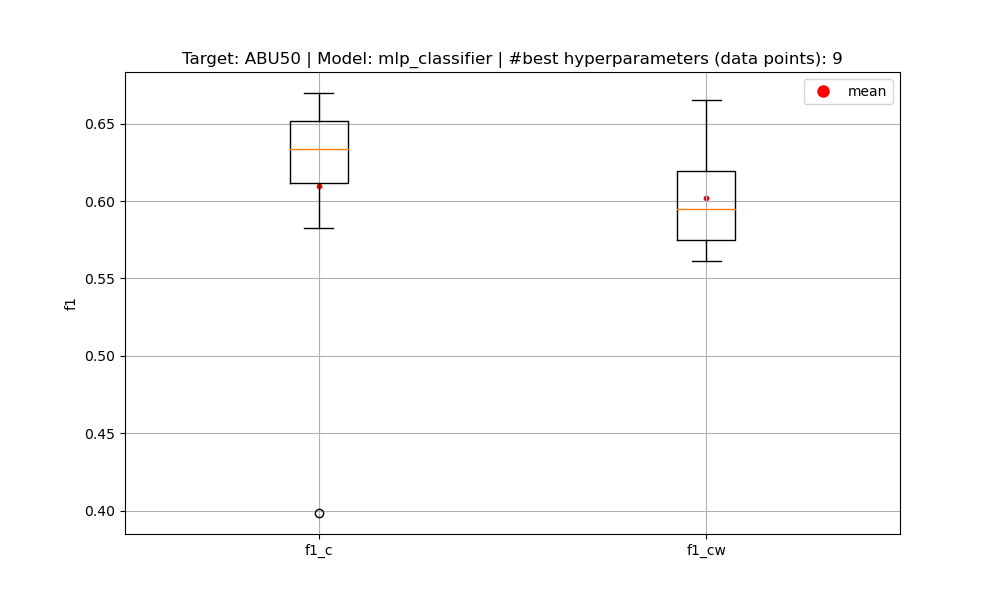 Target: ABU50 | Model: mlp_classifier | #best hyperparameters (data points): 9
mean
0.65
0.60
0.55
0.50
0.45
0.40
f1
f1_c
f1_cw